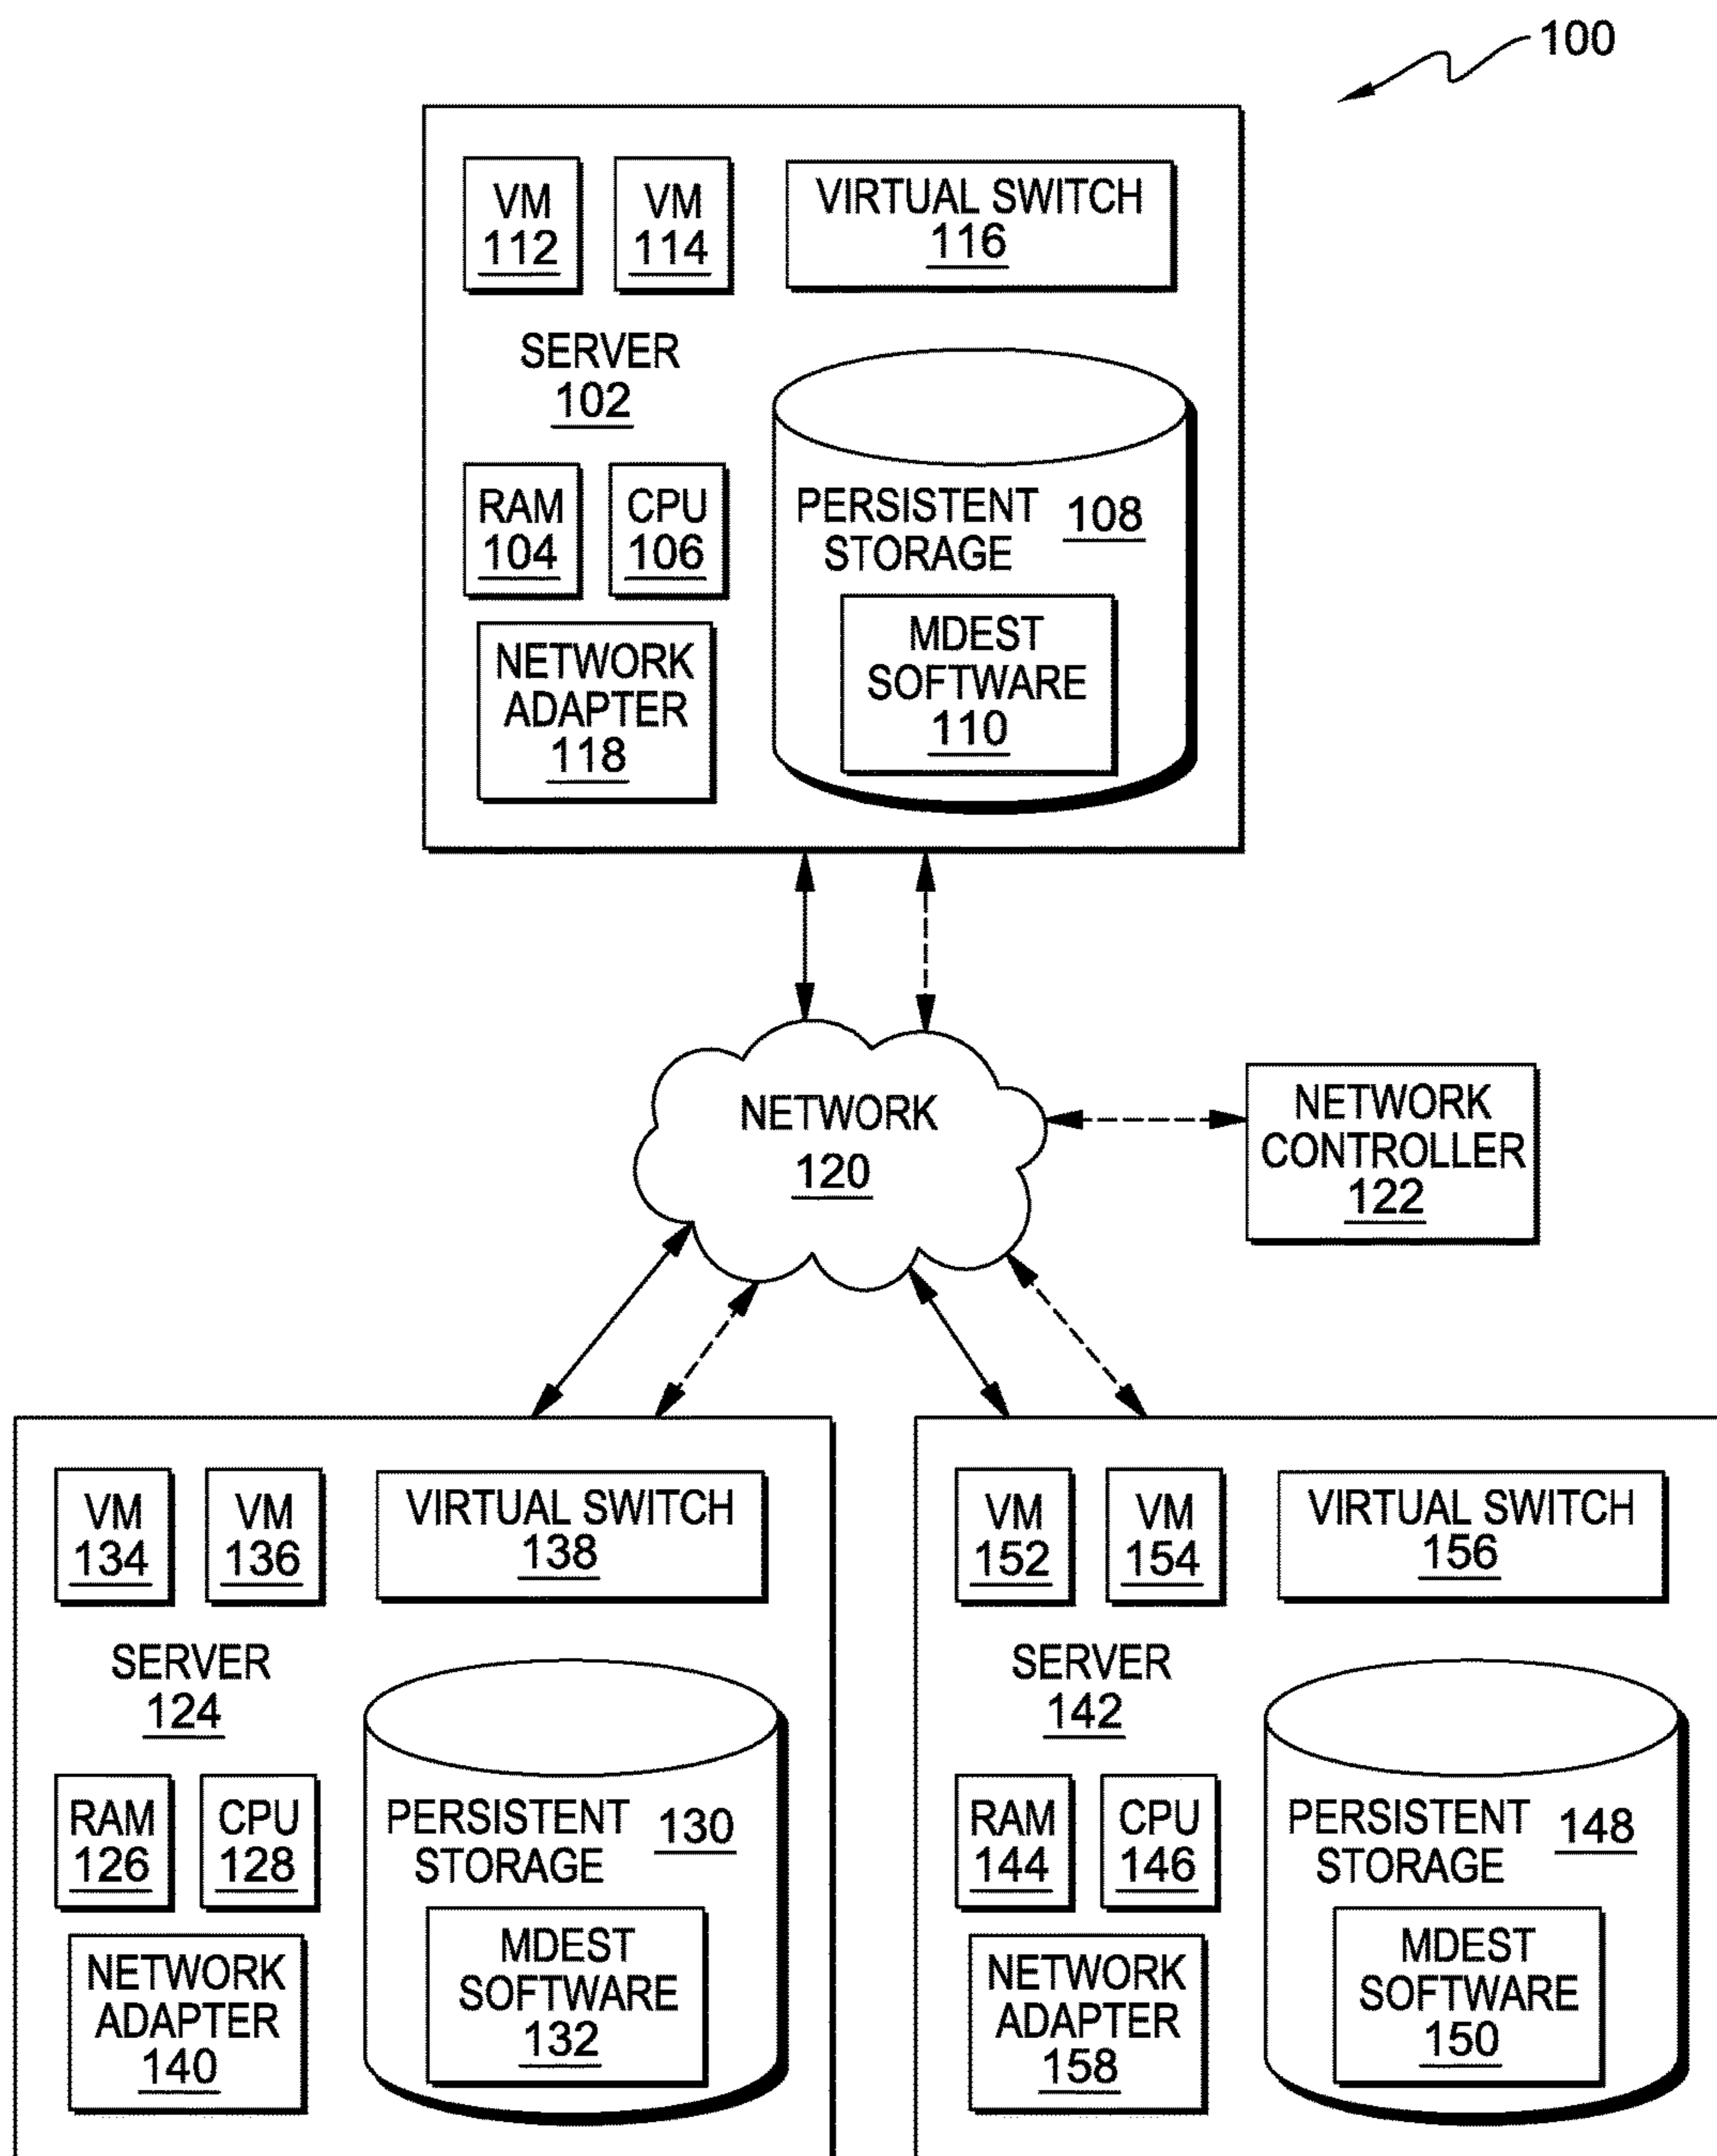 100
VM
112
VM
114
VIRTUAL SWITCH
116
SERVER
102
RAM
104
CPU
106
PERSISTENT
STORAGE
108
NETWORK
ADAPTER
118
MDEST
SOFTWARE
110
NETWORK
120
NETWORK
CONTROLLER
122
VM
134
VM
136
VIRTUAL SWITCH
138
SERVER
124
RAM
126
CPU
128
PERSISTENT
STORAGE
130
NETWORK
ADAPTER
140
MDEST
SOFTWARE
132
VM
152
VM
154
VIRTUAL SWITCH
156
SERVER
142
RAM
144
CPU
146
PERSISTENT
STORAGE
148
NETWORK
ADAPTER
158
MDEST
SOFTWARE
150